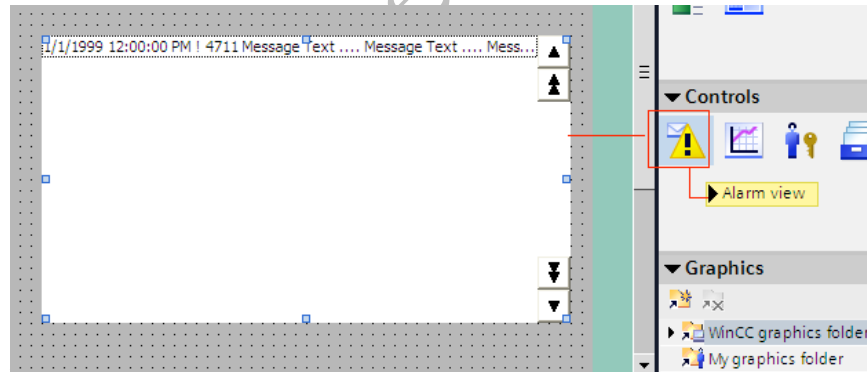 1/1/1999 12:00:00 PM ! 4711 Message Text .... Message Text .... Mess...
Controls
Alarm view
Graphics
WinCC graphics folder
My graphics folder